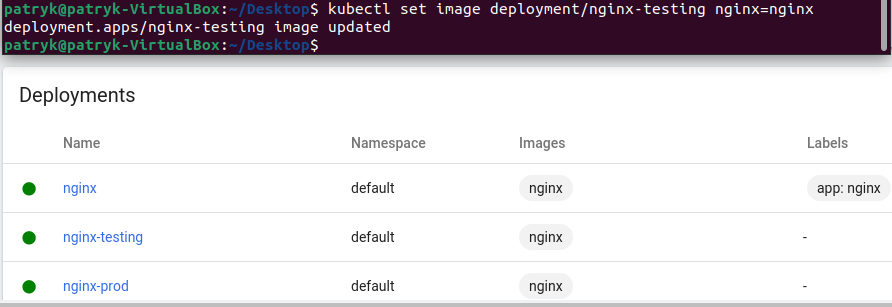 patryk@patryk-VirtualBox:~/Desktop$ kubectl set image deployment/nginx-testing nginx=nginx
deployment.apps/nginx-testing image updated
patryk@patryk-VirtualBox:~/Desktop$
Deployments
Name Namespace Images Labels
nginx default nginx app: nginx
nginx-testing default nginx -
nginx-prod default nginx -